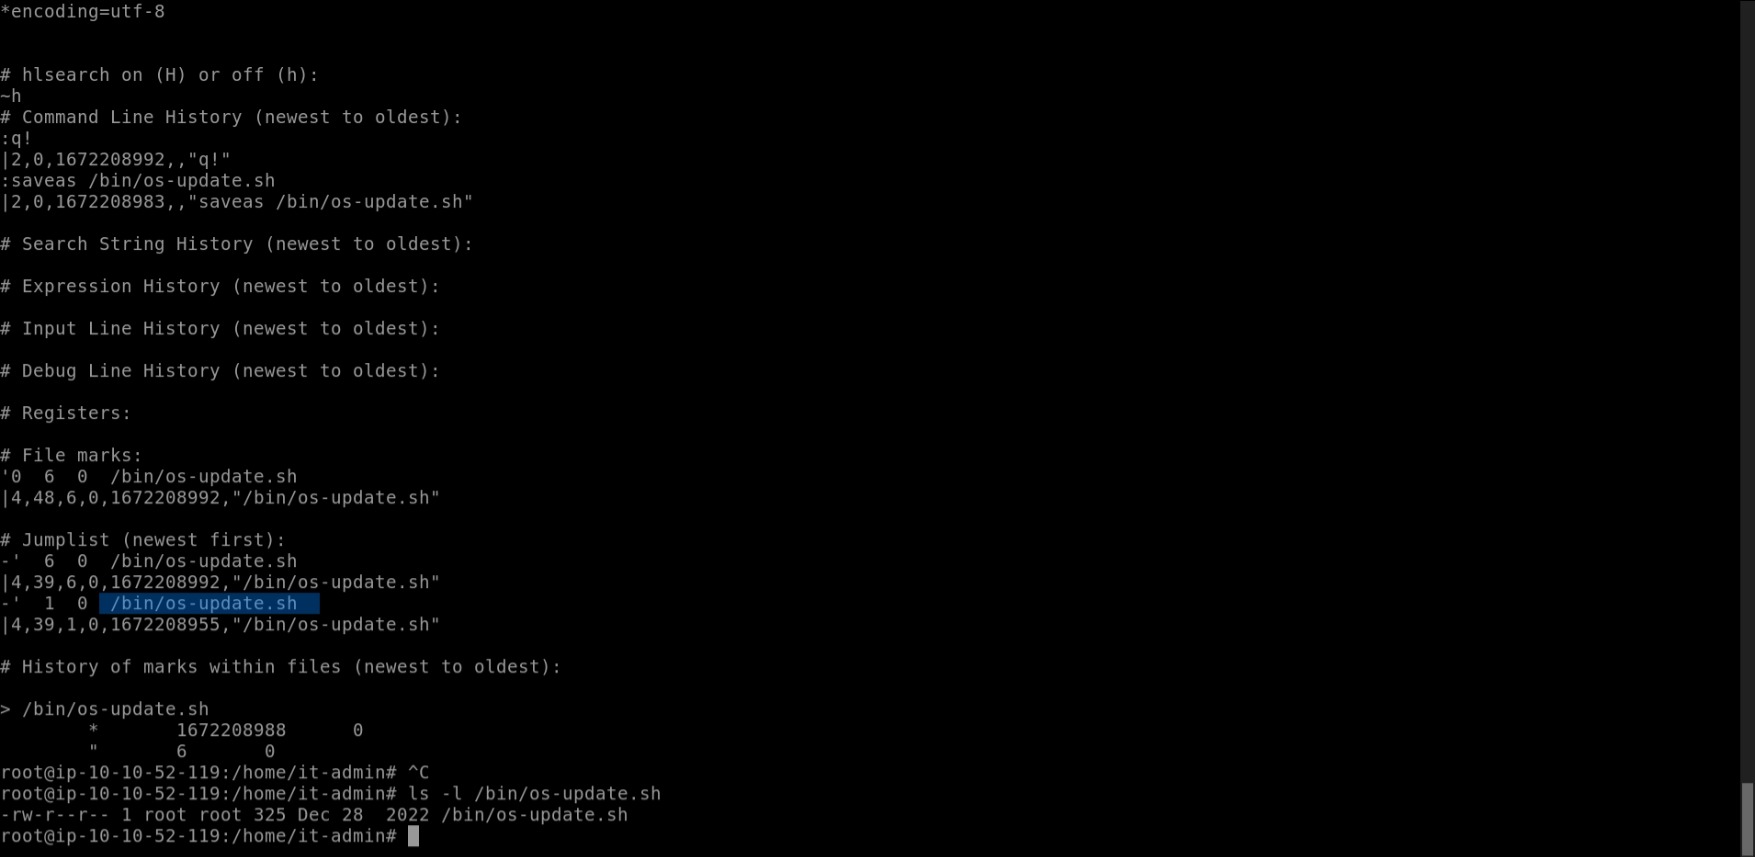 *encoding=utf-8
# hlsearch on (H) or off (h):
~h
# Command Line History (newest to oldest):
:q!
|2,0,1672208992,,"q!"
:saveas /bin/os-update.sh
|2,0,1672208983,,"saveas /bin/os-update.sh"
# Search String History (newest to oldest):
# Expression History (newest to oldest):
# Input Line History (newest to oldest):
# Debug Line History (newest to oldest):
# Registers:
# File marks:
'0  6  0  /bin/os-update.sh
|4,48,6,0,1672208992,"/bin/os-update.sh"
# Jumplist (newest first):
-'  6  0  /bin/os-update.sh
|4,39,6,0,1672208992,"/bin/os-update.sh"
-'  1  0  /bin/os-update.sh
|4,39,1,0,1672208955,"/bin/os-update.sh"
# History of marks within files (newest to oldest):
> /bin/os-update.sh
        *       1672208988      0
        "       6       0
root@ip-10-10-52-119:/home/it-admin# ^C
root@ip-10-10-52-119:/home/it-admin# ls -l /bin/os-update.sh
-rw-r--r-- 1 root root 325 Dec 28  2022 /bin/os-update.sh
root@ip-10-10-52-119:/home/it-admin#